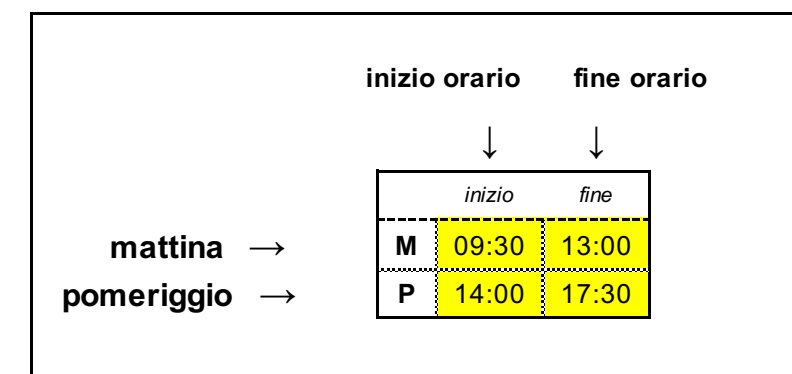 inizio orario fine orario
↓ ↓
inizio fine
mattina → M 09:30 13:00
pomeriggio → P 14:00 17:30